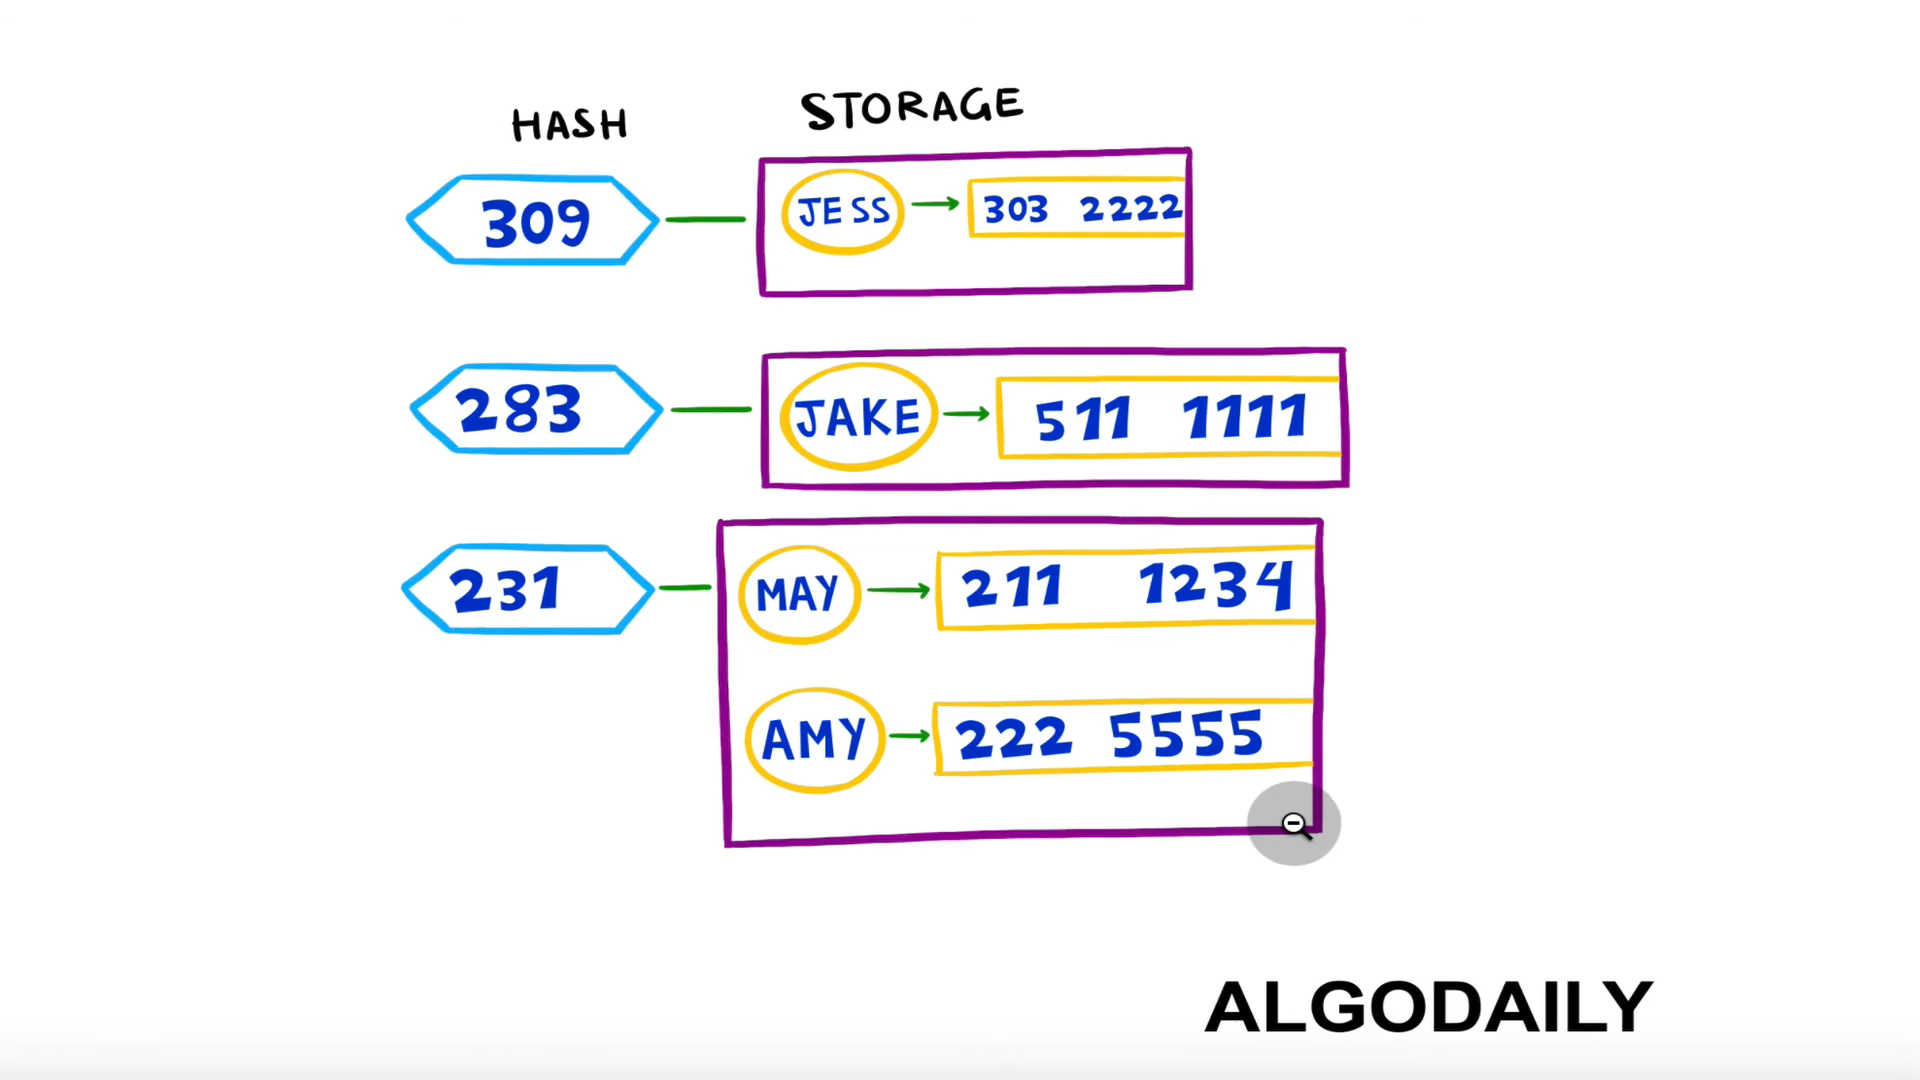 HASH STORAGE
309 JESS 303 2222
283 JAKE 511 1111
231 MAY 211 1234
AMY 222 5555
ALGODAILY